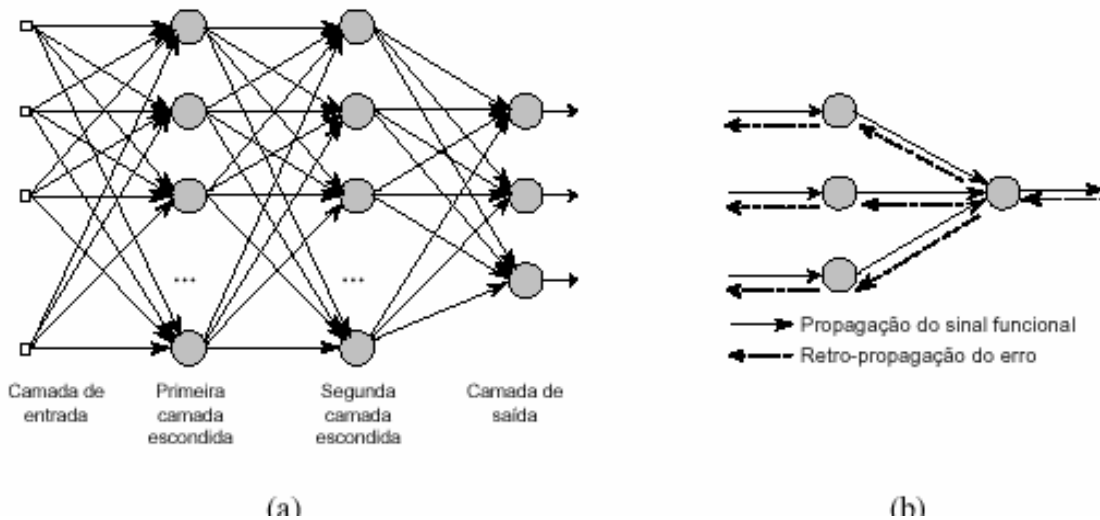 ...
...
Camada de
entrada
Primeira
camada
escondida
Segunda
camada
escondida
Camada de
saída
Propagação do sinal funcional
Retro-propagação do erro
(a)
(b)